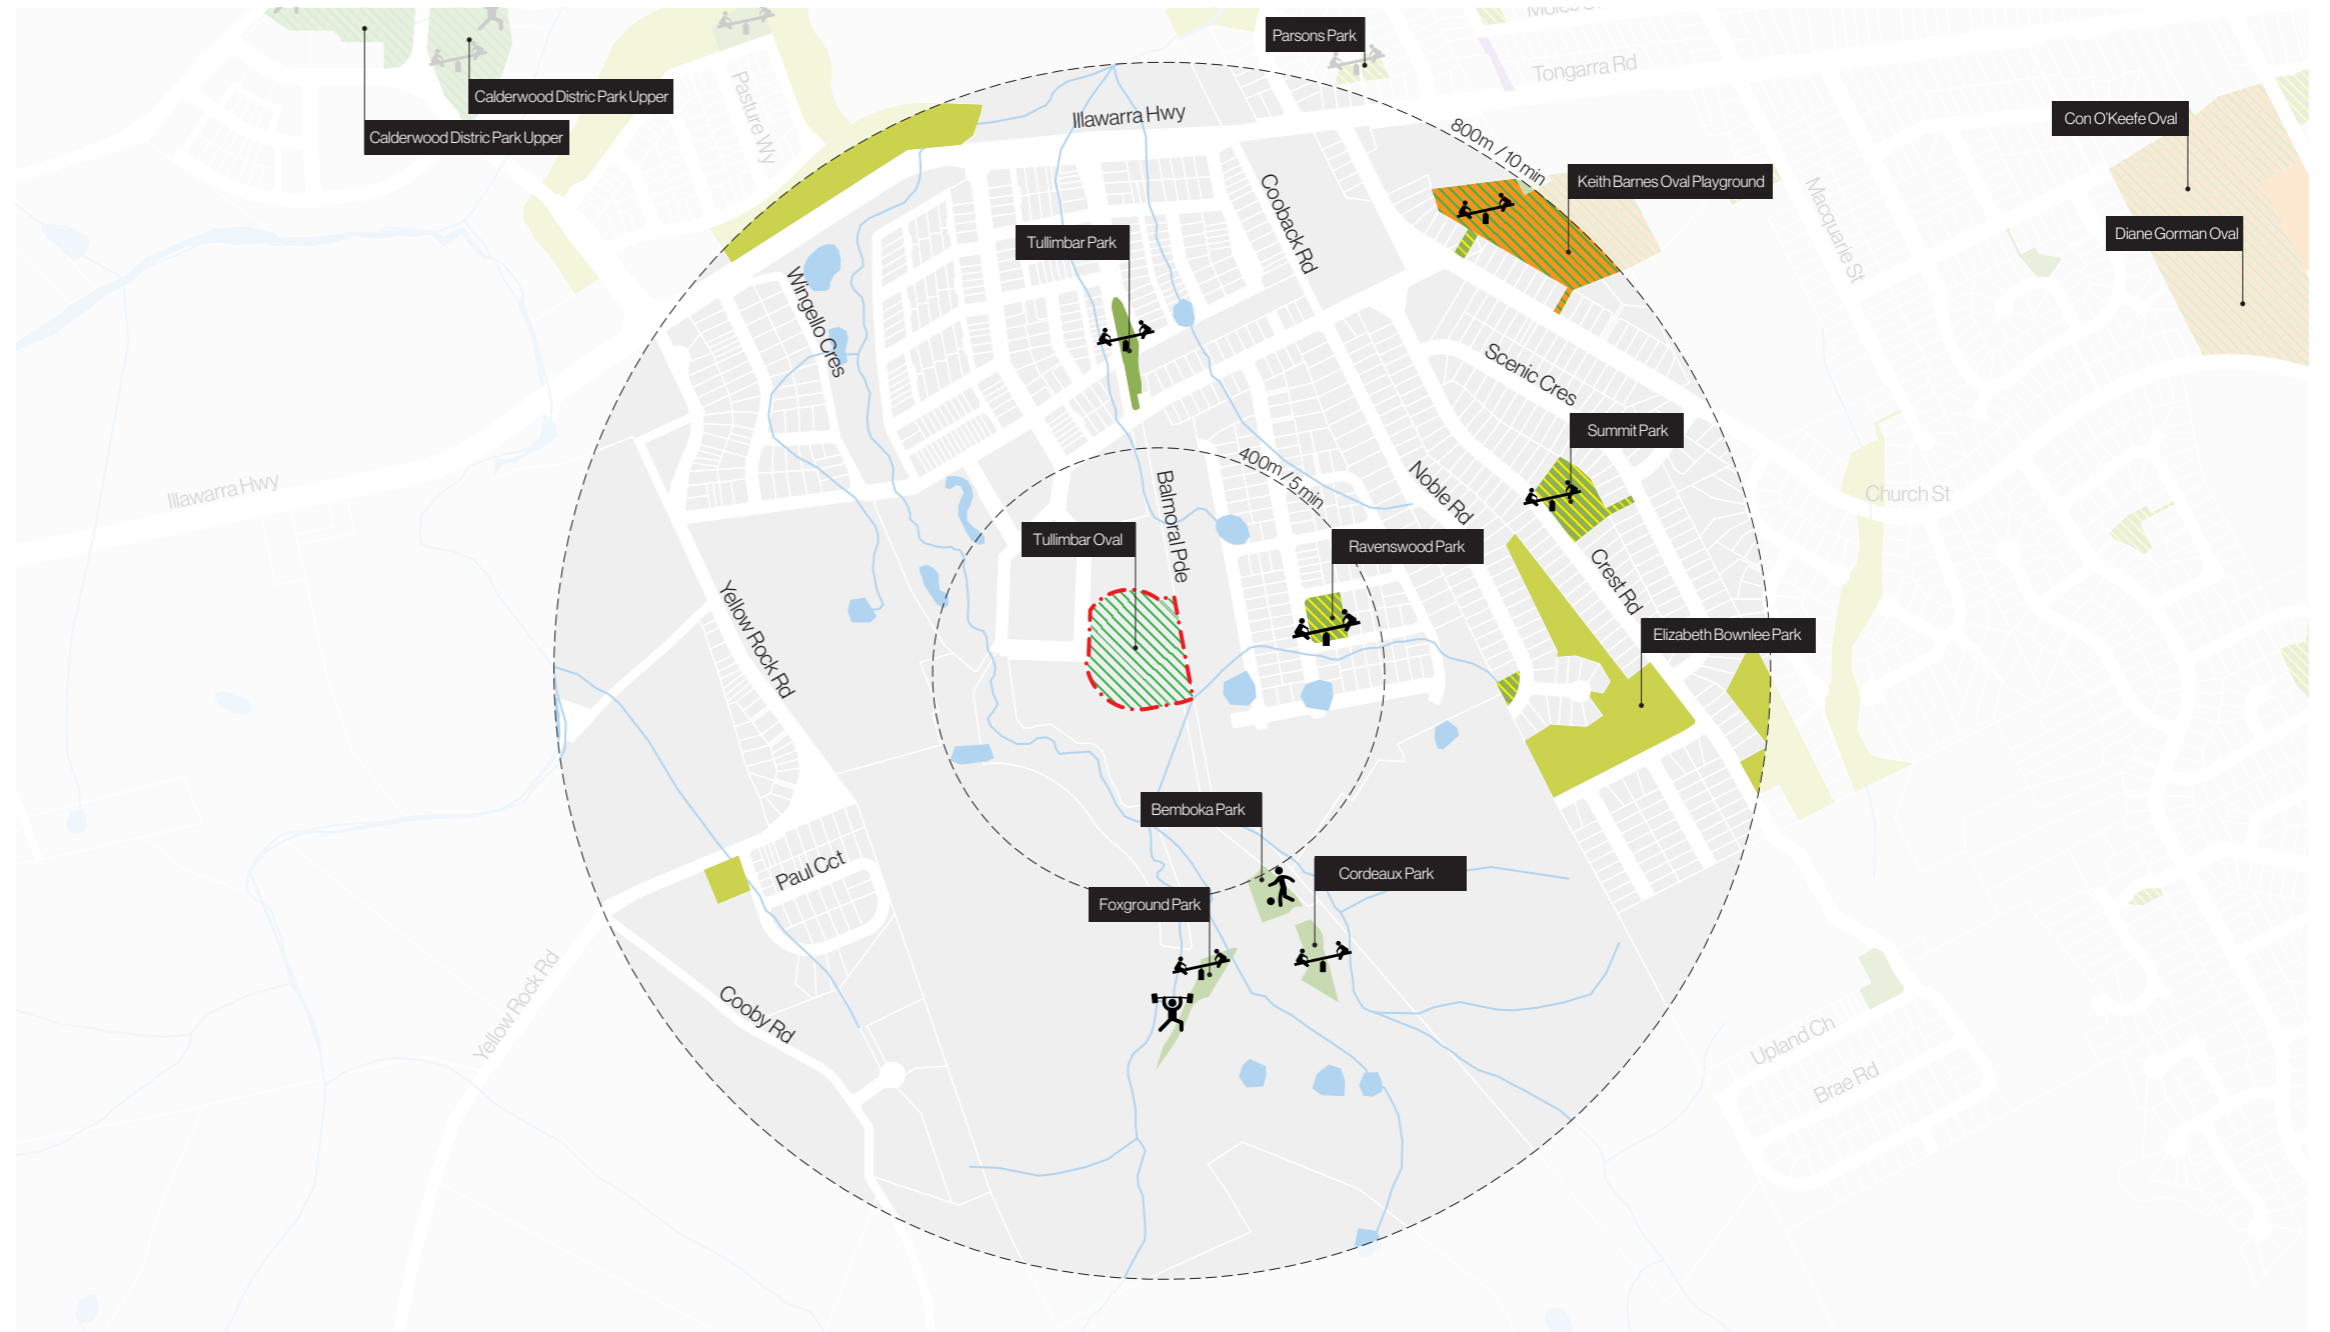 Parsons Park
Tongarra Rd
Calderwood Distric Park Upper
Calderwood Distric Park Upper
Pasture Wy
Illawarra Hwy
800m / 10 min
Con O'Keefe Oval
Keith Barnes Oval Playground
Macquarie St
Diane Gorman Oval
Cooback Rd
Tullimbar Park
Wingello Cres
Scenic Cres
Summit Park
400m / 5 min
Illawarra Hwy
Balmoral Pde
Noble Rd
Church St
Tullimbar Oval
Ravenswood Park
Crest Rd
Yellow Rock Rd
Elizabeth Bownlee Park
Bemboka Park
Paul Cct
Cordeaux Park
Foxground Park
Yellow Rock Rd
Cooby Rd
Upland Ch
Brae Rd